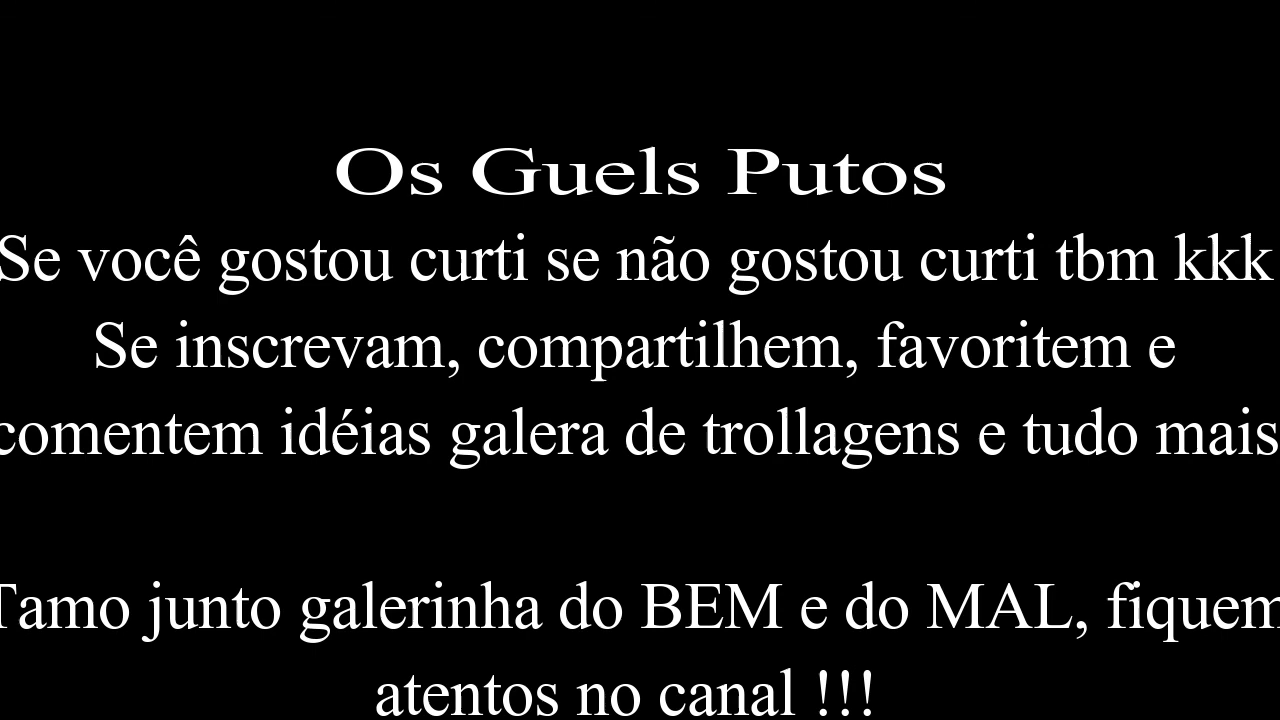 Os Guels Putos
Se você gostou curti se não gostou curti tbm kkk
Se inscrevam, compartilhem, favoritem e
comentem idéias galera de trollagens e tudo mais
Tamo junto galerinha do BEM e do MAL, fiquem
atentos no canal !!!